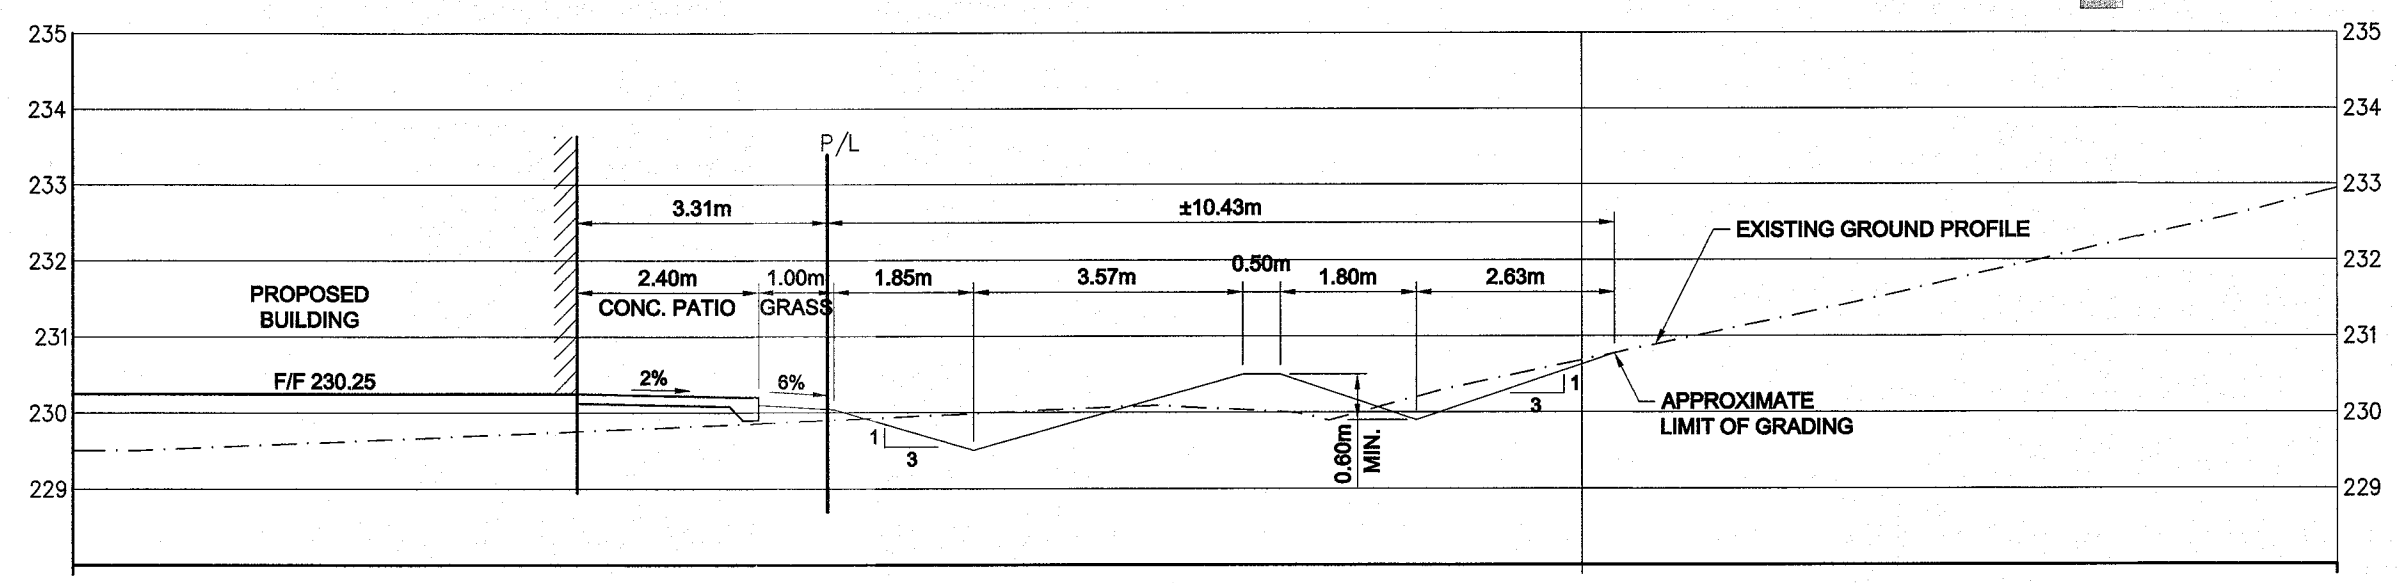 235
235
234
234
P/L
233
233
3.31m
±10.43m
EXISTING GROUND PROFILE
232
232
0.50m
2.40m
1.00m
1.85m
3.57m
1.80m
2.63m
PROPOSED
BUILDING
CONC. PATIO
GRASS
231
231
F/F 230.25
2%
6%
1
3
APPROXIMATE
LIMIT OF GRADING
230
230
1
3
0.60m
MIN.
229
229